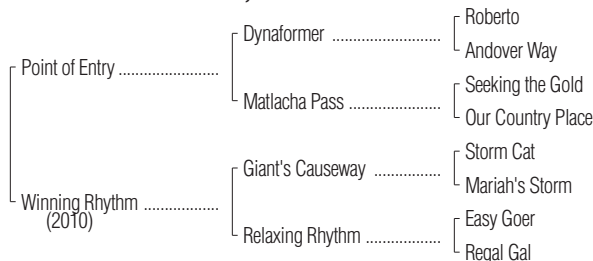 Roberto
Dynaformer ....................
Andover Way
Point of Entry ........................
Seeking the Gold
Matlacha Pass ......................
Our Country Place
Storm Cat
Giant's Causeway ................
Mariah's Storm
Winning Rhythm ..................
(2010)
Easy Goer
Relaxing Rhythm ..................
Regal Gal